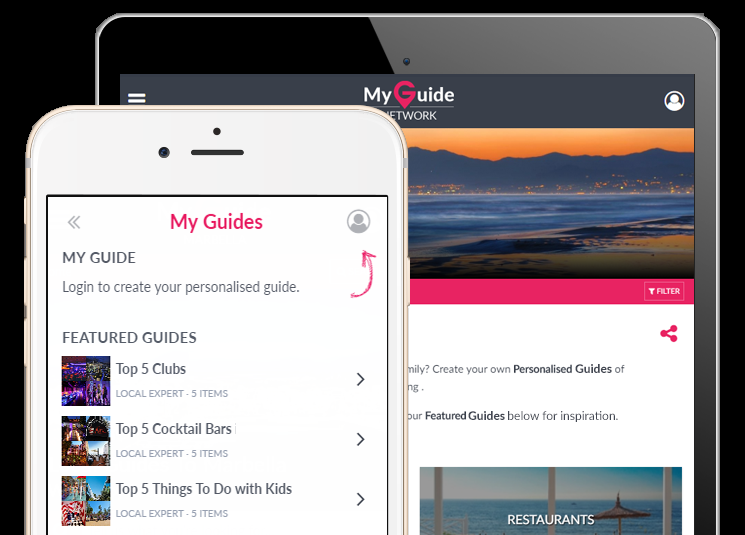 My Guide
NETWORK
FILTER
mily? Create your own Personalised Guides of
ng .
our Featured Guides below for inspiration.
RESTAURANTS
My Guides
MY GUIDE
Login to create your personalised guide.
FEATURED GUIDES
Top 5 Clubs
LOCAL EXPERT - 5 ITEMS
Top 5 Cocktail Bars
LOCAL EXPERT - 5 ITEMS
Top 5 Things To Do with Kids
LOCAL EXPERT - 5 ITEMS